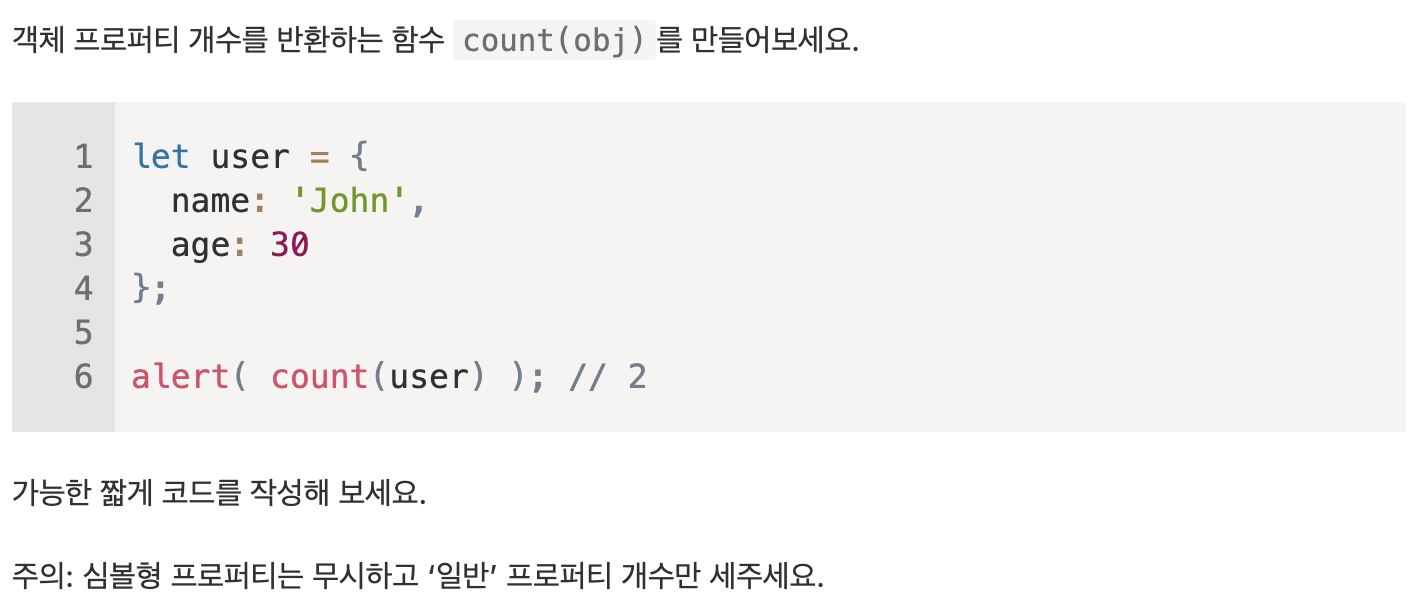 객체 프로퍼티 개수를 반환하는 함수 count(obj)를 만들어보세요.
1 let user = {
2   name: 'John',
3   age: 30
4 };
5
6 alert( count(user) ); // 2
가능한 짧게 코드를 작성해 보세요.
주의: 심볼형 프로퍼티는 무시하고 ‘일반’ 프로퍼티 개수만 세주세요.